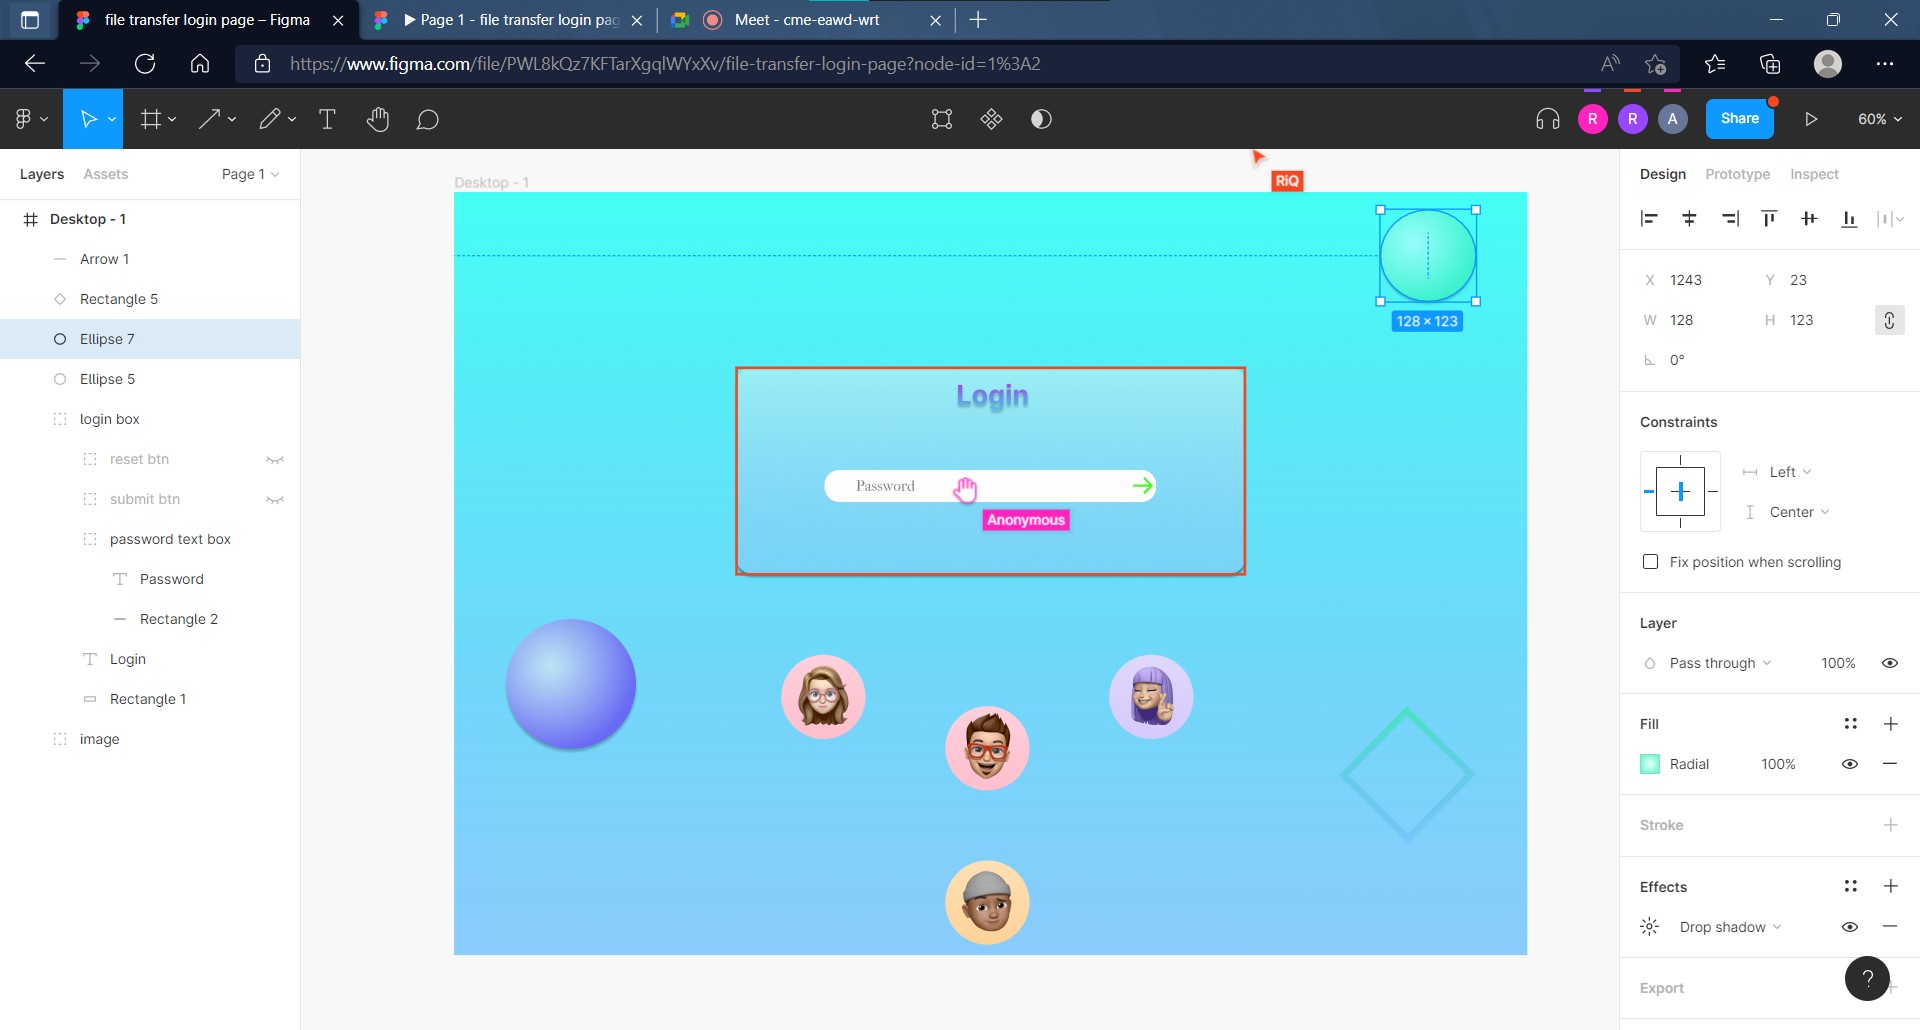 file transfer login page – Figma
Page 1 - file transfer login pag
Meet - cme-eawd-wrt
https://www.figma.com/file/PWL8kQz7KFTarXgqlWYxXv/file-transfer-login-page?node-id=1%3A2
R
R
A
Share
60%
Layers
Assets
Page 1
Desktop - 1
Arrow 1
Rectangle 5
Ellipse 7
Ellipse 5
login box
reset btn
submit btn
password text box
Password
Rectangle 2
Login
Rectangle 1
image
Desktop - 1
RiQ
128 × 123
Login
Password
Anonymous
Design
Prototype
Inspect
X 1243
Y 23
W 128
H 123
0°
Constraints
Left
Center
Fix position when scrolling
Layer
Pass through
100%
Fill
Radial
100%
Stroke
Effects
Drop shadow
Export
?